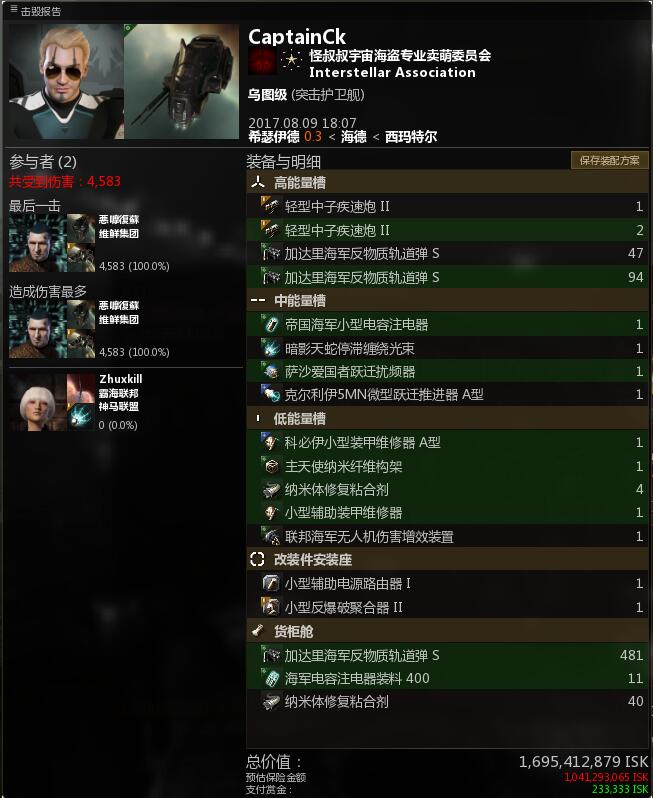 击毁报告
CaptainCk
怪叔叔宇宙海盗专业卖萌委员会
Interstellar Association
乌图级 (突击护卫舰)
2017.08.09 18:07
希瑟伊德 0.3 < 海德 < 西玛特尔
参与者 (2)
共受到伤害：4,583
最后一击
恶嚟復蘇
维鲜集团
4,583 (100.0%)
造成伤害最多
恶嚟復蘇
维鲜集团
4,583 (100.0%)
Zhuxkill
霸海联邦
神马联盟
0 (0.0%)
装备与明细
保存装配方案
高能量槽
轻型中子疾速炮 II 1
轻型中子疾速炮 II 2
加达里海军反物质轨道弹 S 47
加达里海军反物质轨道弹 S 94
中能量槽
帝国海军小型电容注电器 1
暗影天蛇停滞缠绕光束 1
萨沙爱国者跃迁扰频器 1
克尔利伊5MN微型跃迁推进器 A型 1
低能量槽
科必伊小型装甲维修器 A型 1
主天使纳米纤维构架 1
纳米体修复粘合剂 4
小型辅助装甲维修器 1
联邦海军无人机伤害增效装置 1
改装件安装座
小型辅助电源路由器 I 1
小型反爆破聚合器 II 1
货柜舱
加达里海军反物质轨道弹 S 481
海军电容注电器装料 400 11
纳米体修复粘合剂 40
总价值： 1,695,412,879 ISK
预估保险金额 1,041,293,065 ISK
支付赏金： 233,333 ISK